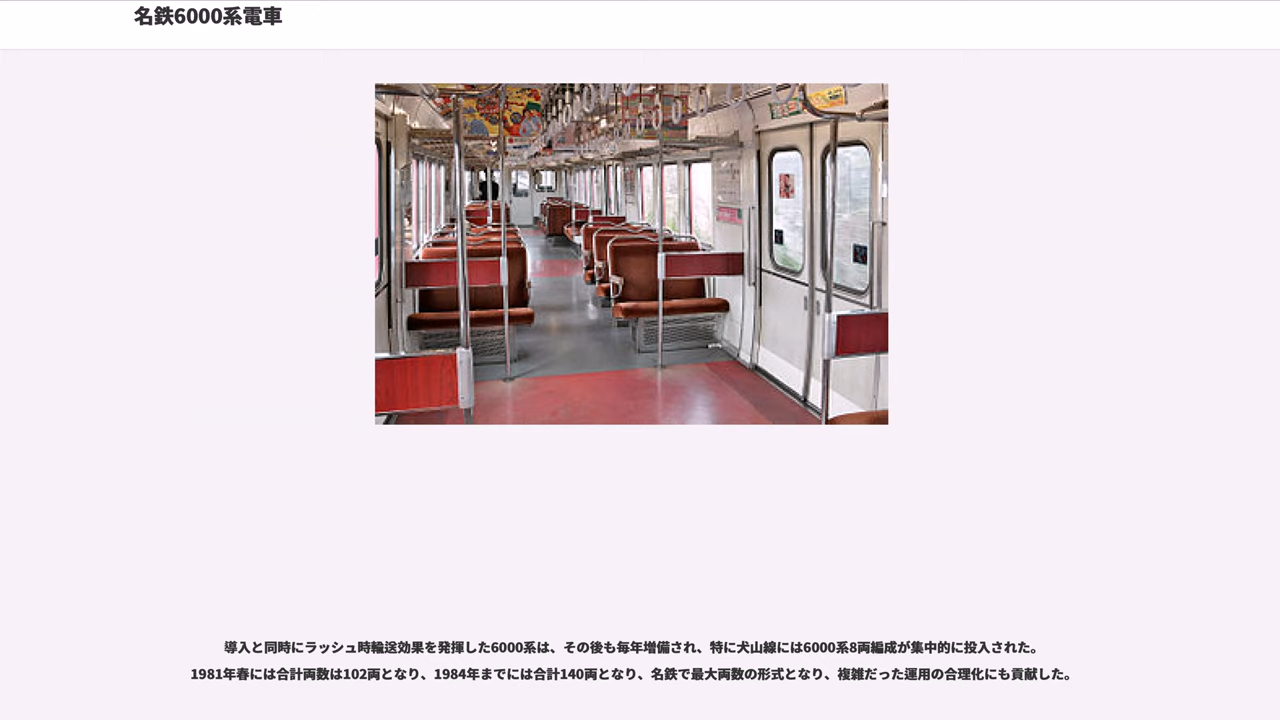 名鉄6000系電車
導入と同時にラッシュ時輸送効果を発揮した6000系は、その後も毎年増備され、特に犬山線には6000系8両編成が集中的に投入された。
1981年春には合計両数は102両となり、1984年までには合計140両となり、名鉄で最大両数の形式となり、複雑だった運用の合理化にも貢献した。